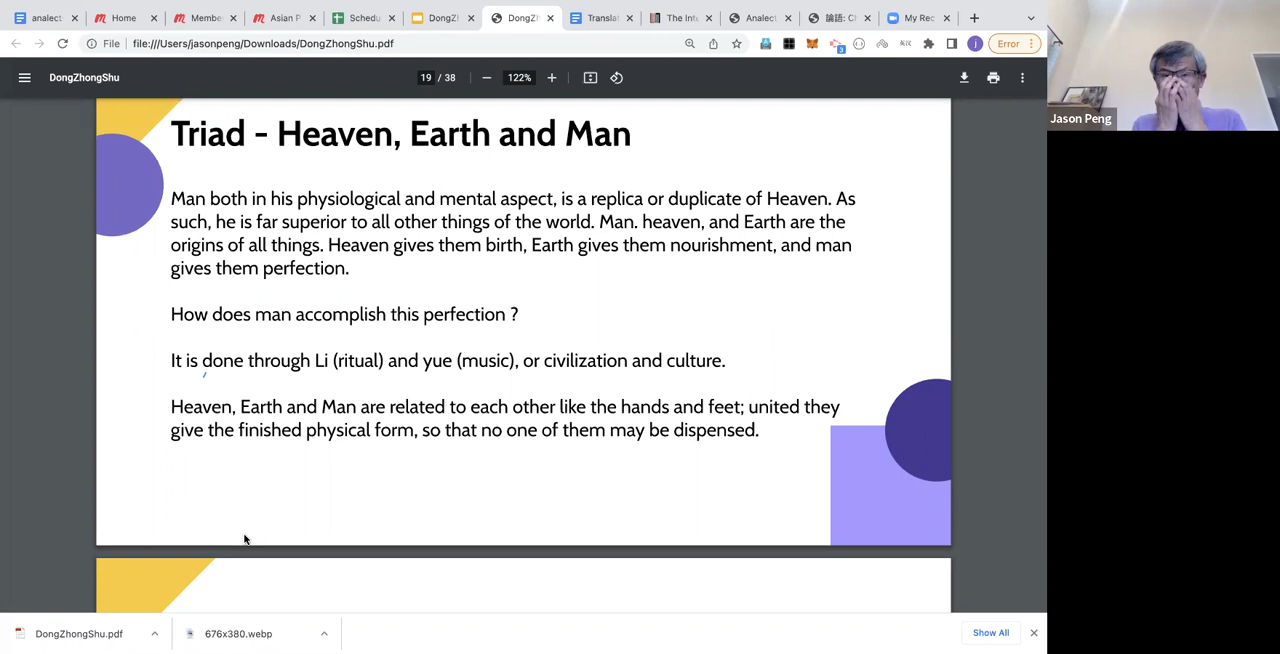 analect
Home
Membe
Asian P
Schedu
DongZ
DongZ
Translat
The Int
Analect
論語: C
My Rec
File
file:///Users/jasonpeng/Downloads/DongZhongShu.pdf
Error
DongZhongShu
19 / 38
122%
Triad - Heaven, Earth and Man
Man both in his physiological and mental aspect, is a replica or duplicate of Heaven. As
such, he is far superior to all other things of the world. Man. heaven, and Earth are the
origins of all things. Heaven gives them birth, Earth gives them nourishment, and man
gives them perfection.
How does man accomplish this perfection ?
It is done through Li (ritual) and yue (music), or civilization and culture.
Heaven, Earth and Man are related to each other like the hands and feet; united they
give the finished physical form, so that no one of them may be dispensed.
Jason Peng
DongZhongShu.pdf
676x380.webp
Show All